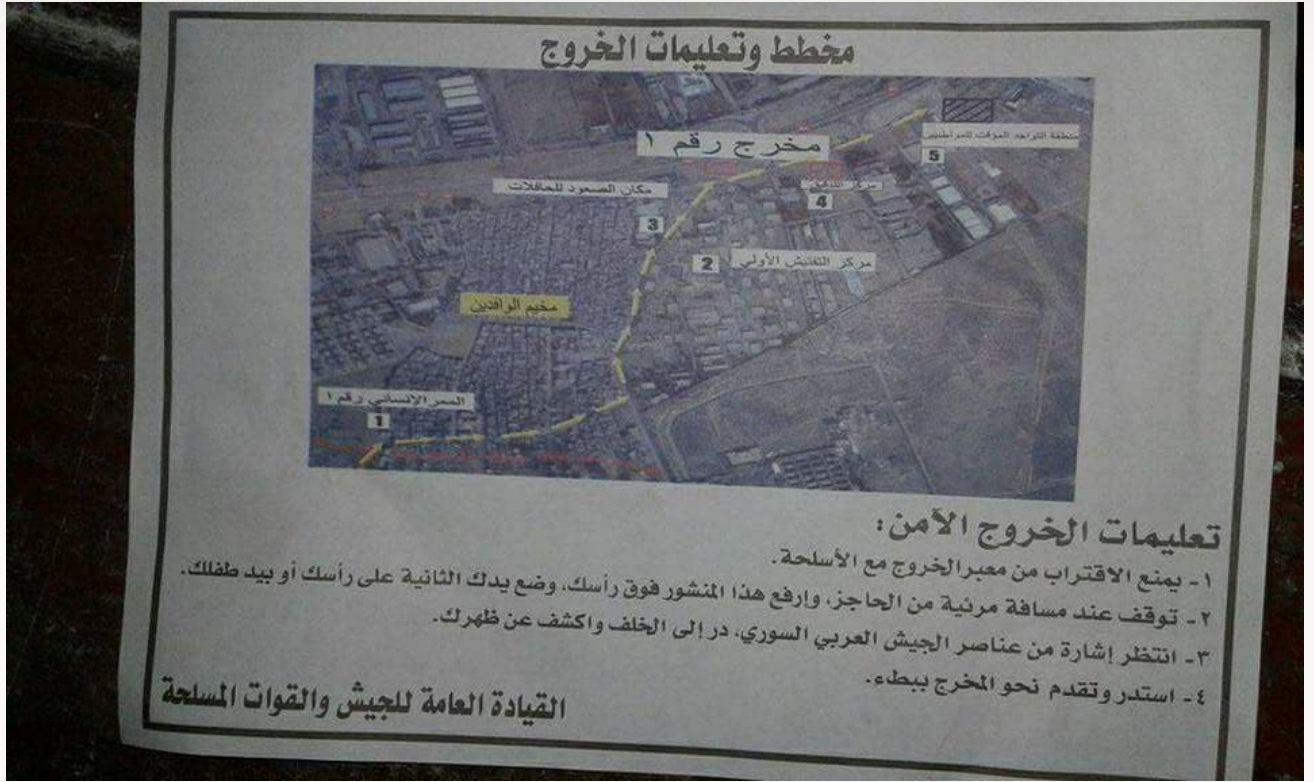 مخطط وتعليمات الخروج
منطقة التواجد المؤقت للمواطنين
5
مخرج رقم ١
مركز التدقيق
4
مكان الصعود للحافلات
3
2
مركز التفتيش الأولي
مخيم الوافدين
الممر الإنساني رقم ١
1
تعليمات الخروج الآمن:
١- يمنع الاقتراب من معبر الخروج مع الأسلحة.
٢- توقف عند مسافة مرئية من الحاجز، وارفع هذا المنشور فوق رأسك، وضع يدك الثانية على رأسك أو بيد طفلك.
٣- انتظر إشارة من عناصر الجيش العربي السوري، در إلى الخلف واكشف عن ظهرك.
٤- استدر وتقدم نحو المخرج ببطء.
القيادة العامة للجيش والقوات المسلحة